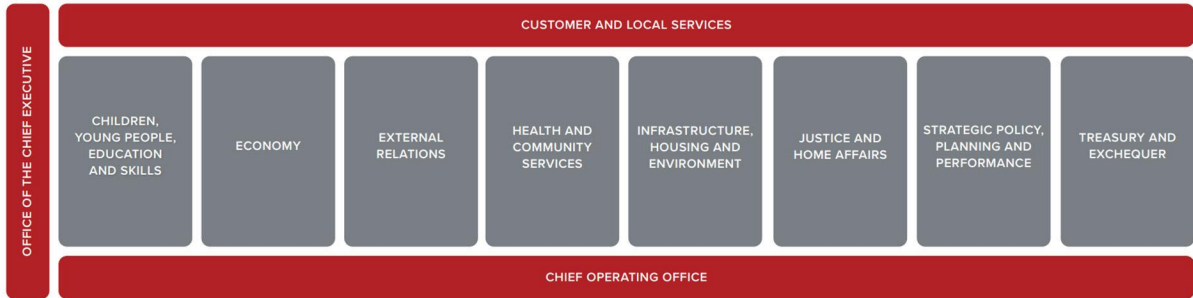 OFFICE OF THE CHIEF EXECUTIVE
CUSTOMER AND LOCAL SERVICES
CHILDREN,
YOUNG PEOPLE,
EDUCATION
AND SKILLS
ECONOMY
EXTERNAL
RELATIONS
HEALTH AND
COMMUNITY
SERVICES
INFRASTRUCTURE,
HOUSING AND
ENVIRONMENT
JUSTICE AND
HOME AFFAIRS
STRATEGIC POLICY,
PLANNING AND
PERFORMANCE
TREASURY AND
EXCHEQUER
CHIEF OPERATING OFFICE